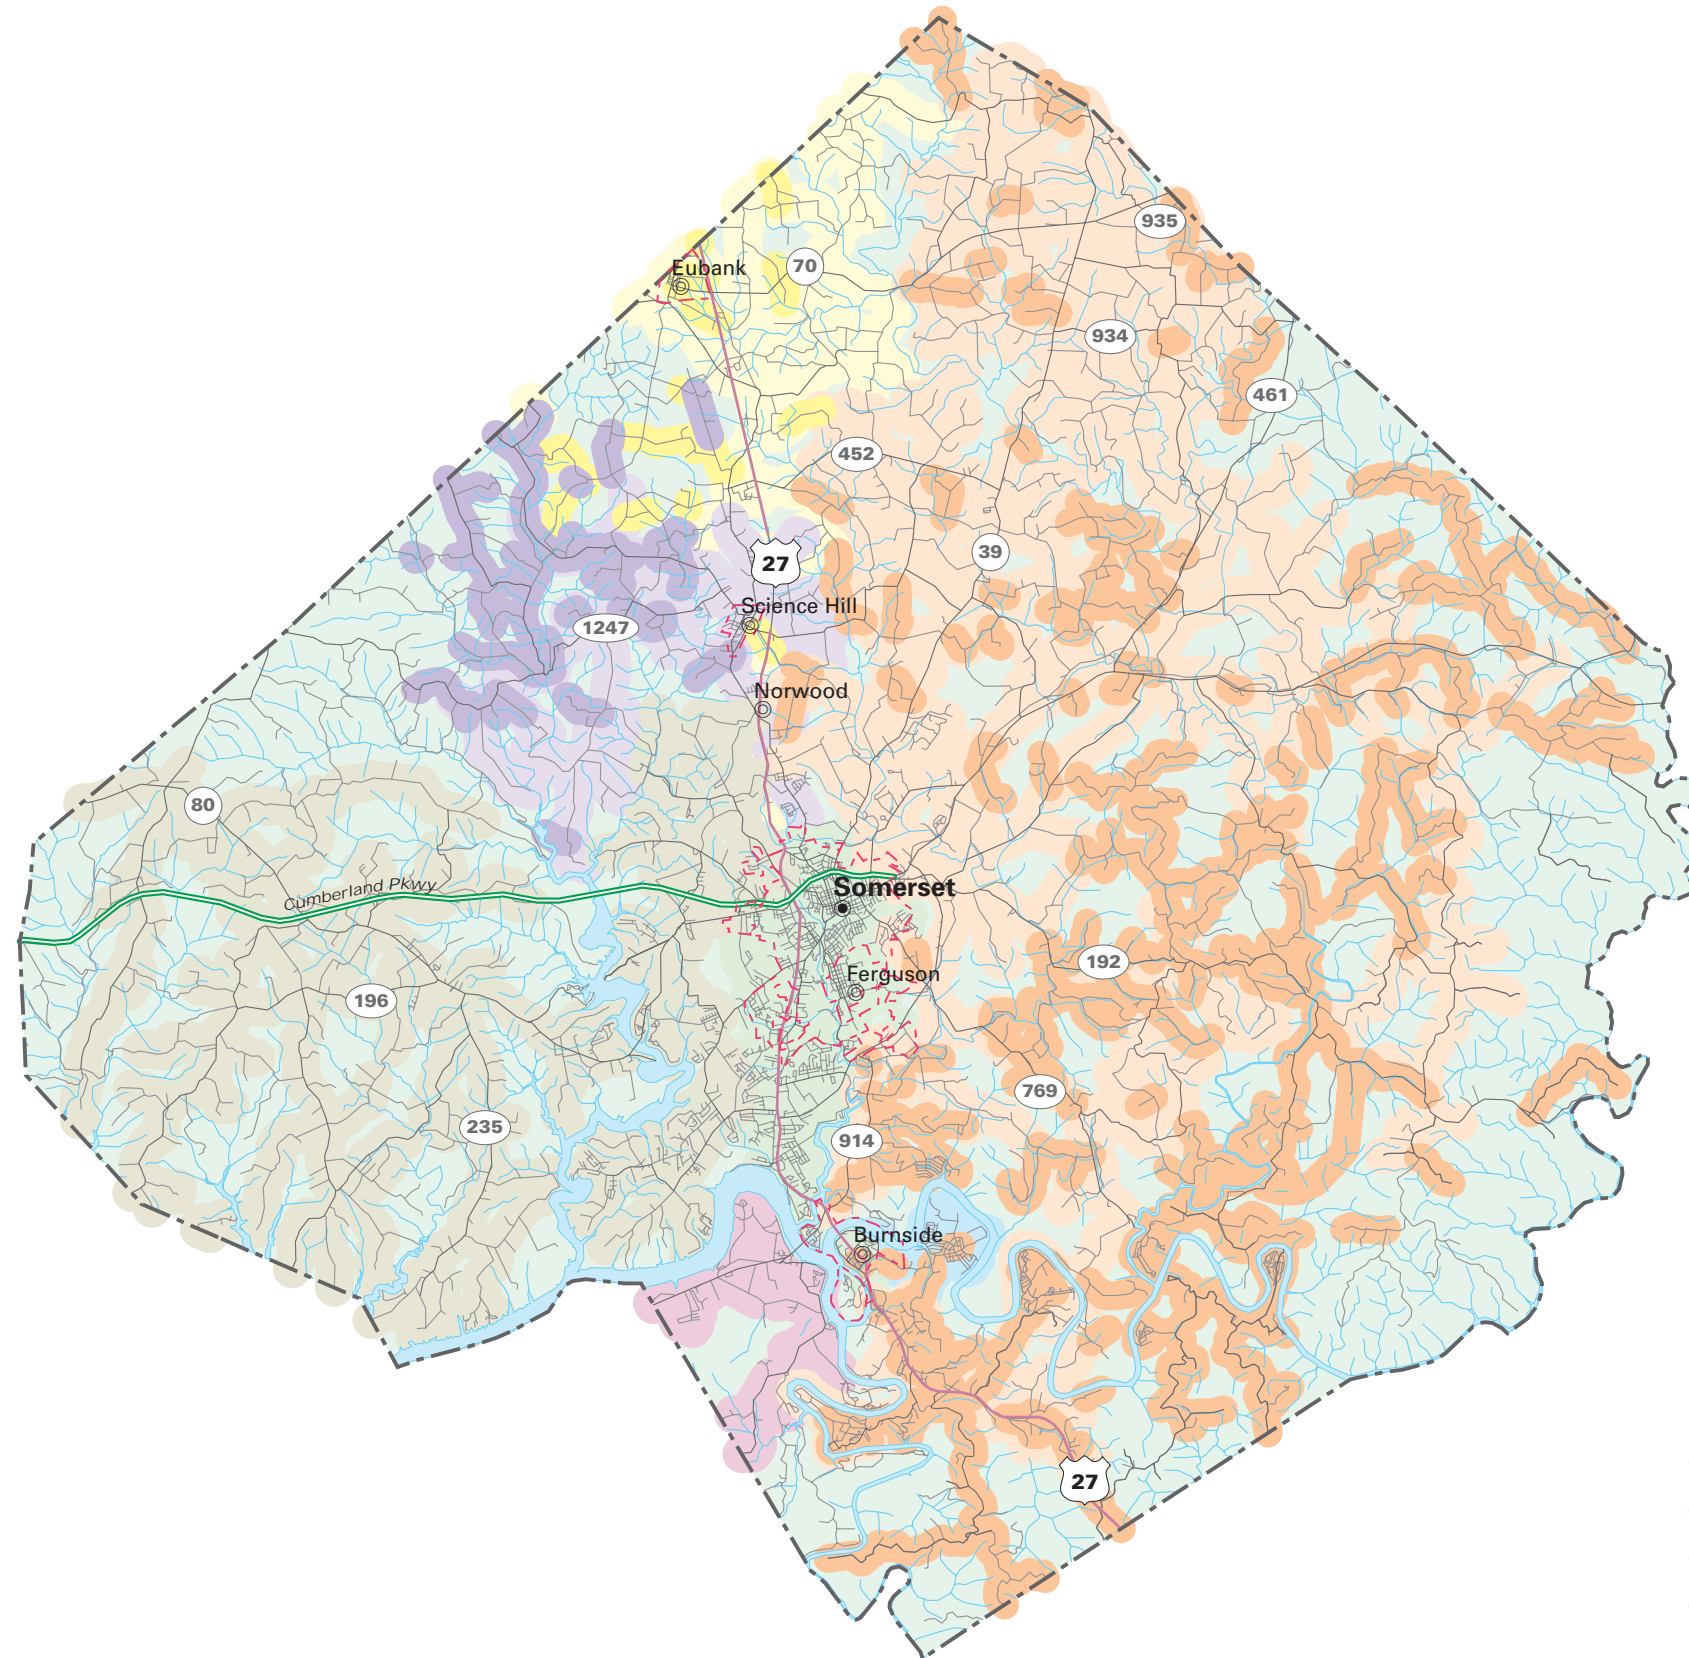 935
Eubank
70
934
461
452
39
27
Science Hill
1247
Norwood
80
Cumberland Pkwy
Somerset
192
Ferguson
196
769
235
914
Burnside
27